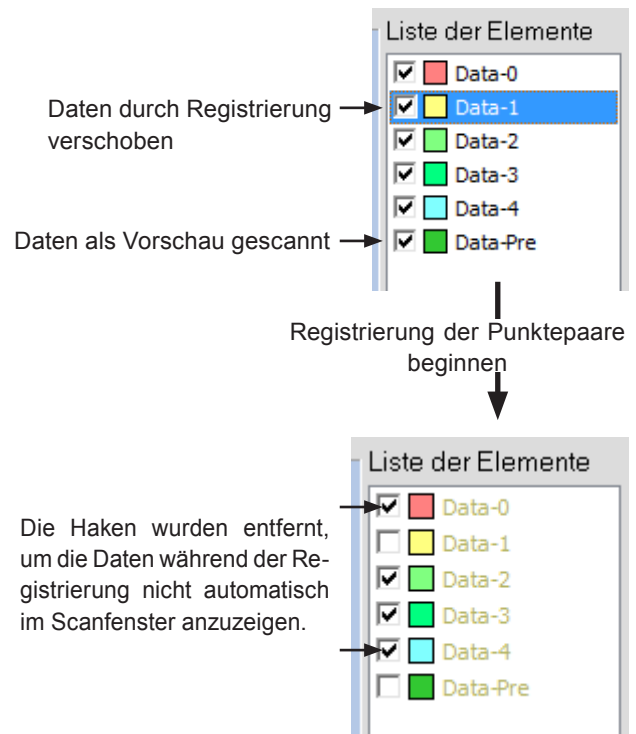 Liste der Elemente
Data-0
Daten durch Registrierung
verschoben
Data-1
Data-2
Data-3
Data-4
Daten als Vorschau gescannt
Data-Pre
Registrierung der Punktepaare
beginnen
Liste der Elemente
Data-0
Data-1
Die Haken wurden entfernt,
um die Daten während der Re-
gistrierung nicht automatisch
im Scanfenster anzuzeigen.
Data-2
Data-3
Data-4
Data-Pre